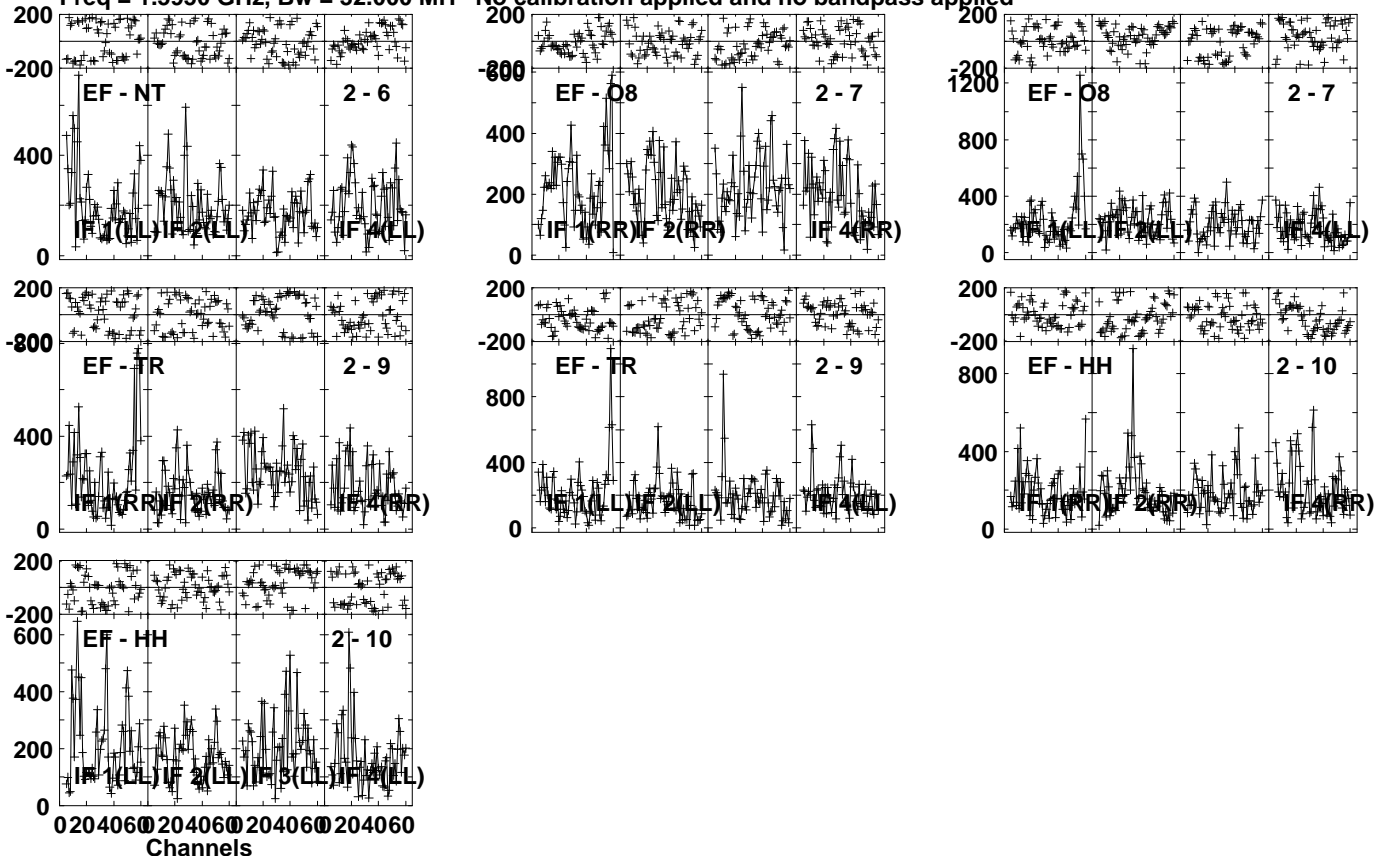 Freq = 1.5950 GHz, Bw = 32.000 MH No calibration applied and no bandpass applied
200
-200
EF - NT 2 - 6
400
0
IF 1(LL) IF 2(LL) IF 4(LL)
200
-200
600
EF - O8 2 - 7
400
200
0
IF 1(RR) IF 2(RR) IF 4(RR)
200
-200
1200
EF - O8 2 - 7
800
400
200
0
IF 1(LL) IF 2(LL) IF 4(LL)
200
-200
800
EF - TR 2 - 9
400
0
IF 1(RR) IF 2(RR) IF 4(RR)
200
-200
EF - TR 2 - 9
800
400
0
IF 1(LL) IF 2(LL) IF 4(LL)
200
-200
EF - HH 2 - 10
800
400
200
0
IF 1(RR) IF 2(RR) IF 4(RR)
200
-200
600
EF - HH 2 - 10
400
200
0
IF 1(LL) IF 2(LL) IF 3(LL) IF 4(LL)
0 20 40 60 0 20 40 60 0 20 40 60 0 20 40 60
Channels